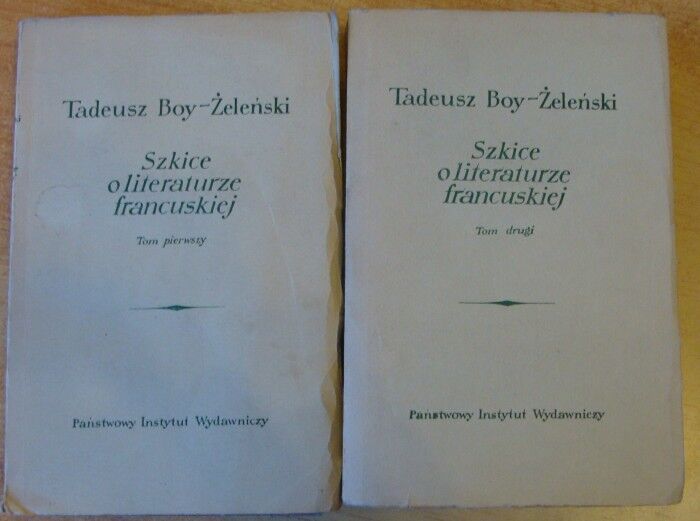 Tadeusz Boy-Żeleński
Szkice
o literaturze
francuskiej
Tom pierwszy
Państwowy Instytut Wydawniczy
Tadeusz Boy-Żeleński
Szkice
o literaturze
francuskiej
Tom drugi
Państwowy Instytut Wydawniczy